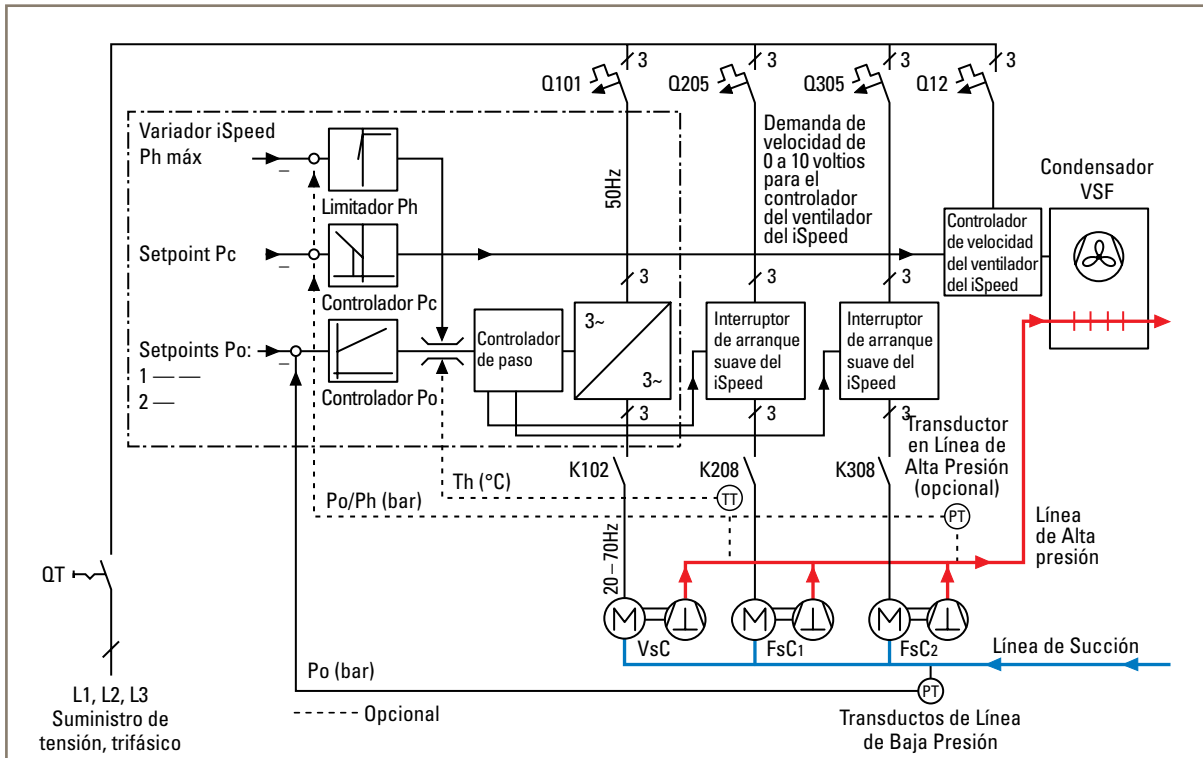 3
3
3
3
Q101
Q205
Q305
Q12
Variador iSpeed
Ph máx
–
Limitador Ph
50Hz
Demanda de
velocidad de
0 a 10 voltios
para el
controlador
del ventilador
del iSpeed
Condensador
VSF
Controlador
de velocidad
del ventilador
del iSpeed
Setpoint Pc
–
Controlador Pc
3
3
3
Setpoints Po:
–
1 — —
2 —
Controlador Po
Controlador
de paso
3~
3~
Interruptor
de arranque
suave del
iSpeed
Interruptor
de arranque
suave del
iSpeed
3
3
3
Transductor
en Línea de
Alta Presión
(opcional)
K102
K208
K308
Th (°C)
TT
Po/Ph (bar)
PT
Línea
de Alta
presión
20–70Hz
QT
M
M
M
VsC
FsC1
FsC2
Línea de Succión
Po (bar)
PT
L1, L2, L3
Suministro de
tensión, trifásico
------ Opcional
Transductos de Línea
de Baja Presión